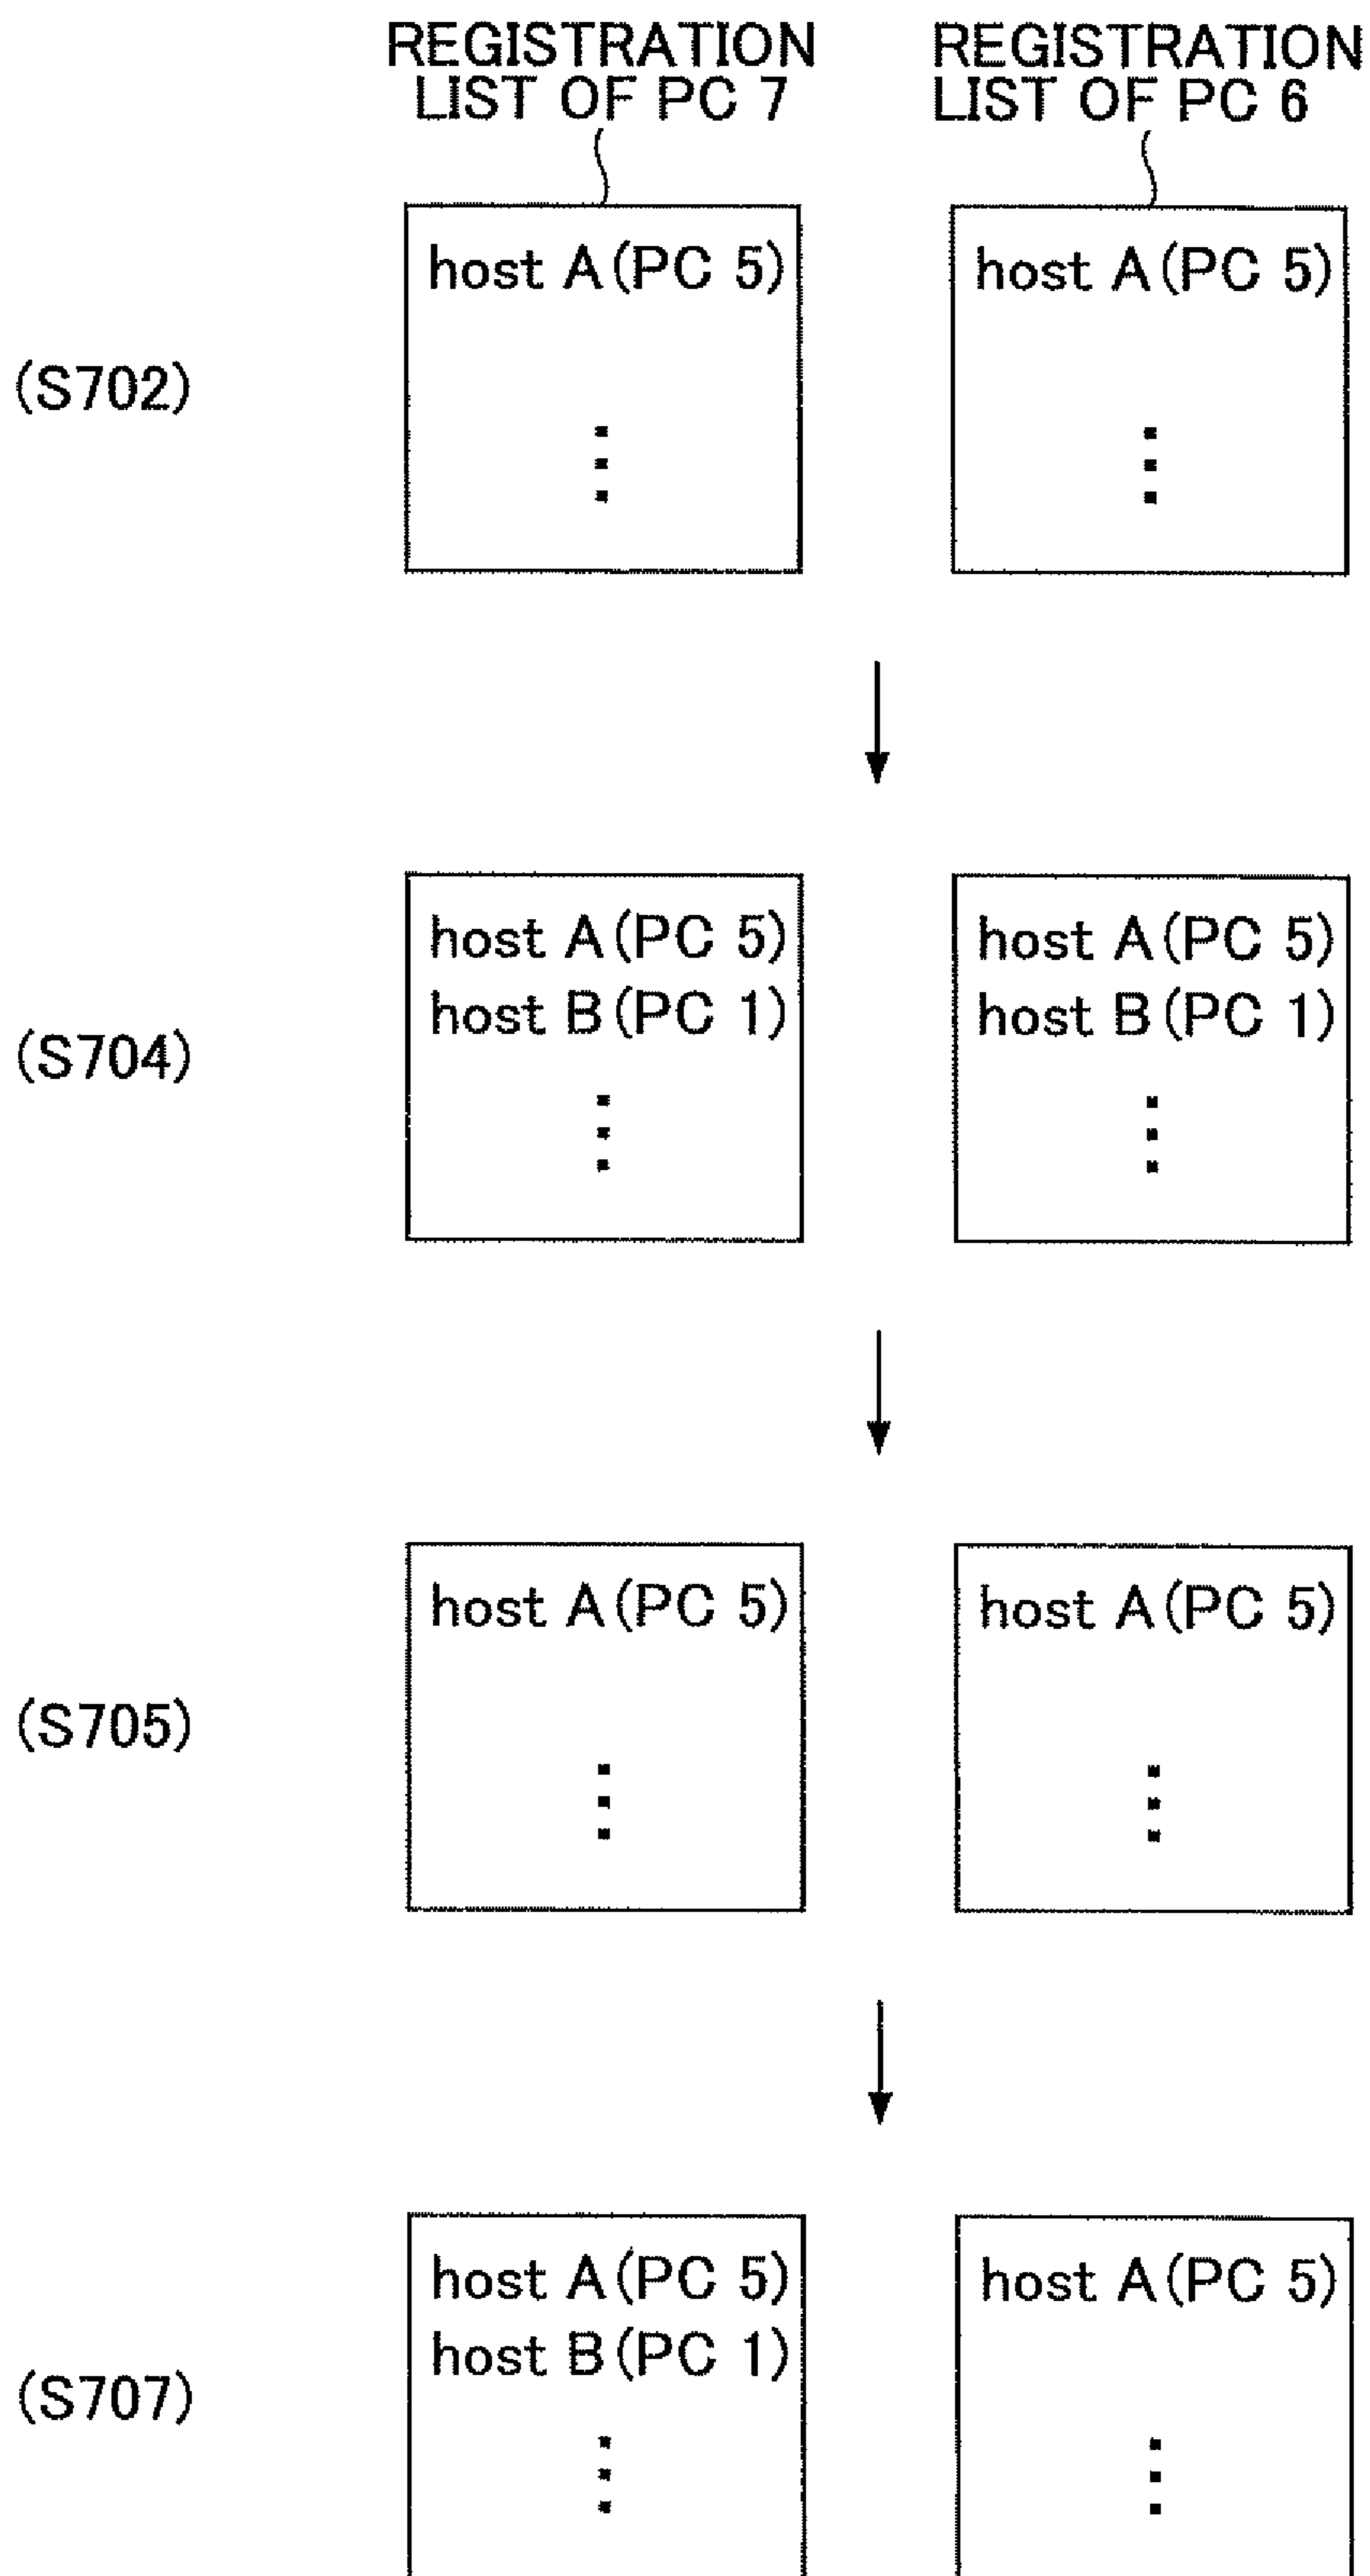 REGISTRATION
LIST OF PC 7
REGISTRATION
LIST OF PC 6
(S702)
host A(PC 5)
host A(PC 5)
(S704)
host A(PC 5)
host B(PC 1)
host A(PC 5)
host B(PC 1)
(S705)
host A(PC 5)
host A(PC 5)
(S707)
host A(PC 5)
host B(PC 1)
host A(PC 5)